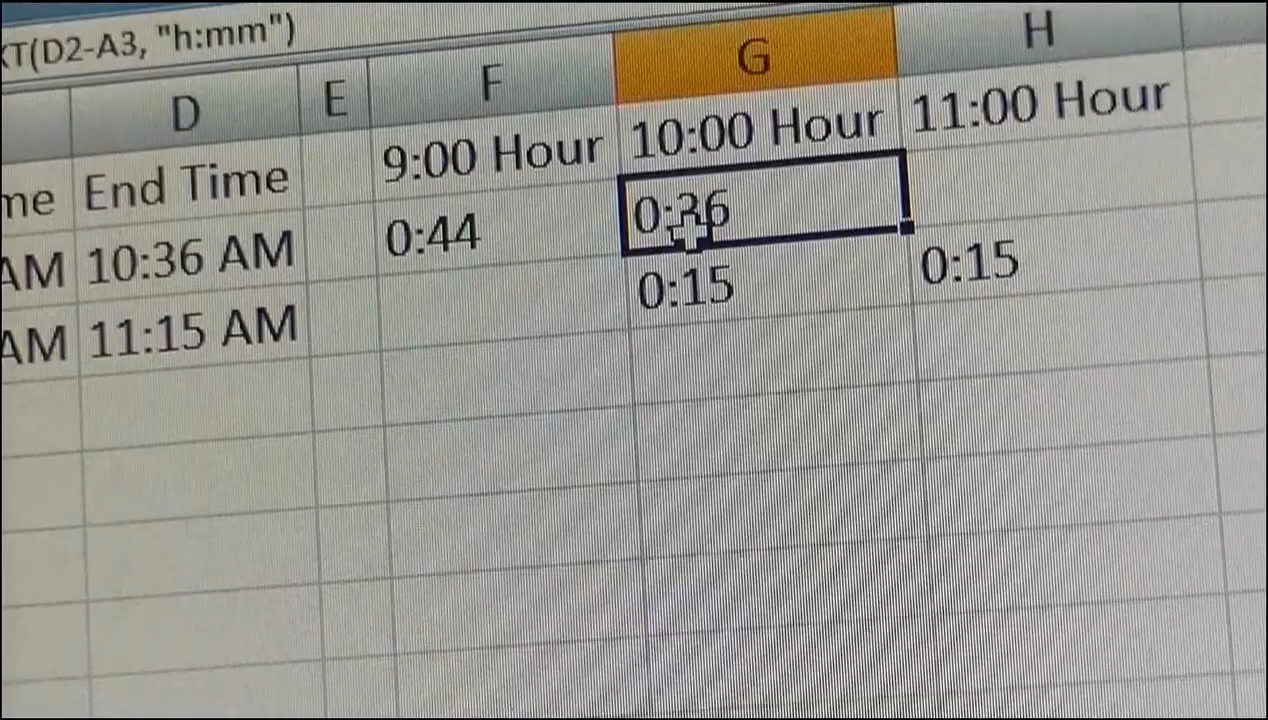 XT(D2-A3, "h:mm")
D E F G H
me End Time 9:00 Hour 10:00 Hour 11:00 Hour
AM 10:36 AM 0:44 0:36
AM 11:15 AM 0:15 0:15